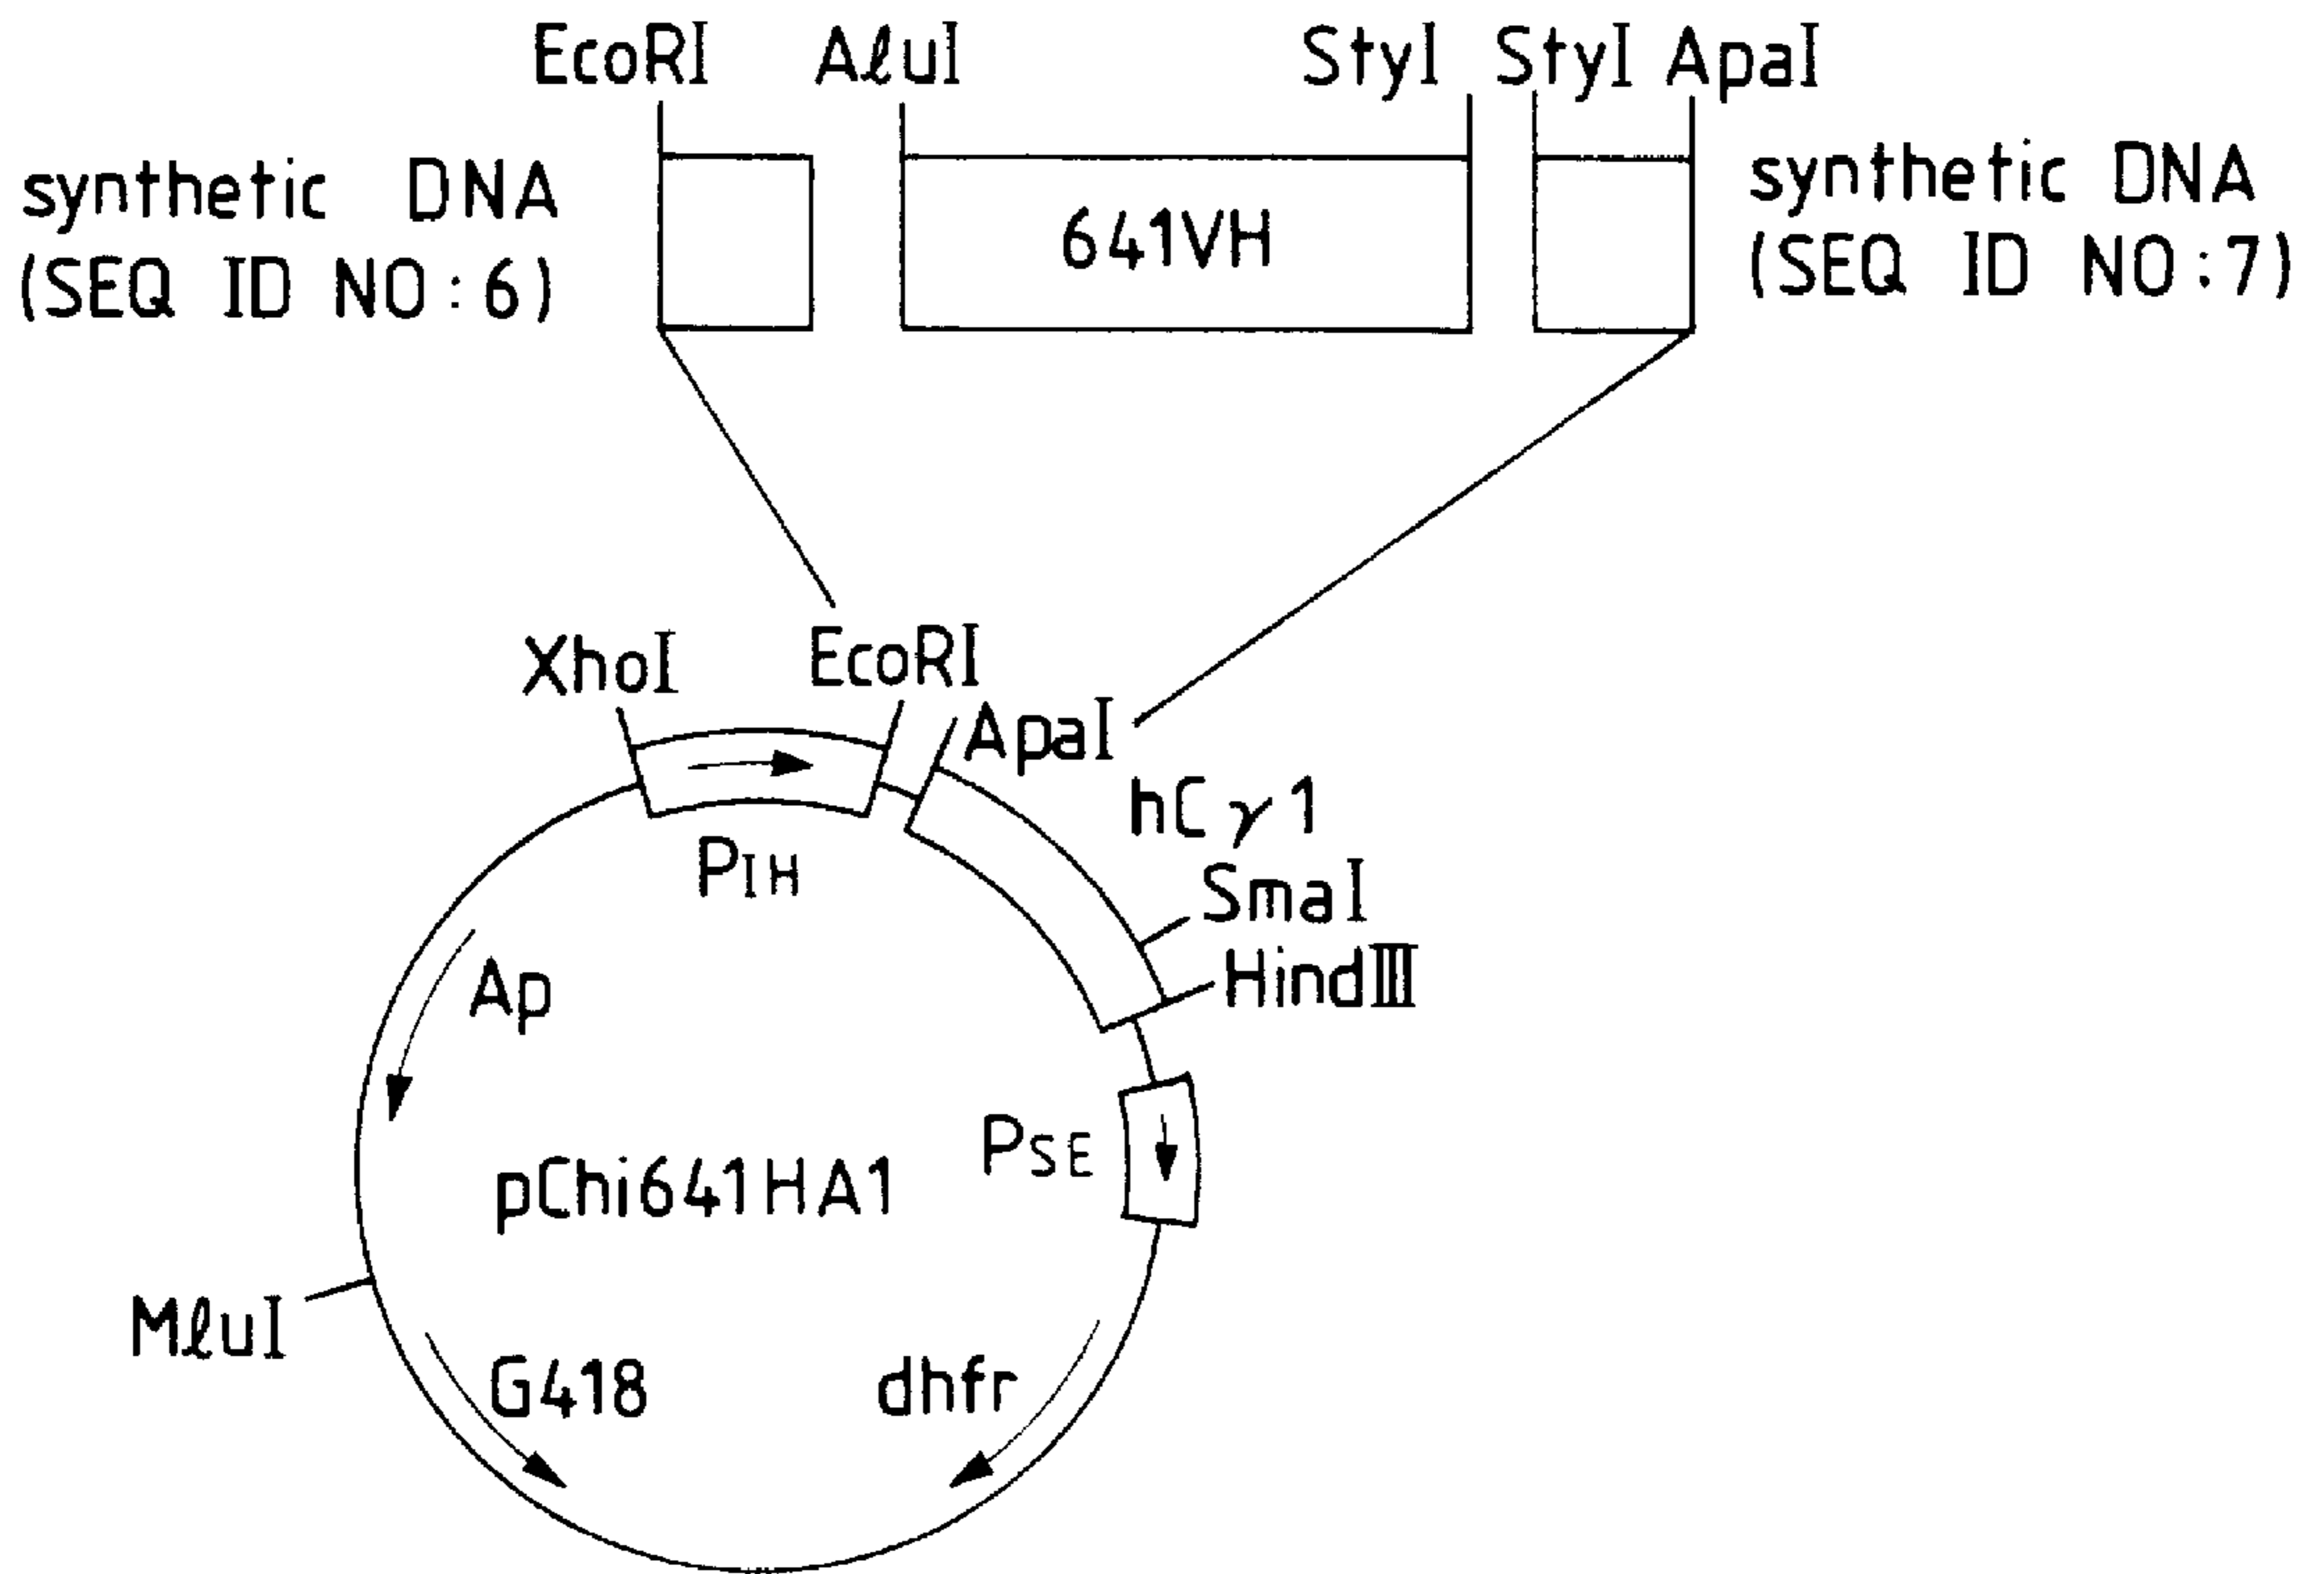 EcoRI AluI StyI StyI ApaI
synthetic DNA
(SEQ ID NO:6)
641VH
synthetic DNA
(SEQ ID NO:7)
XhoI
EcoRI
ApaI
hCγ1
SmaI
HindⅢ
PIH
Ap
PSE
pChi641HA1
MluI
G418
dhfr